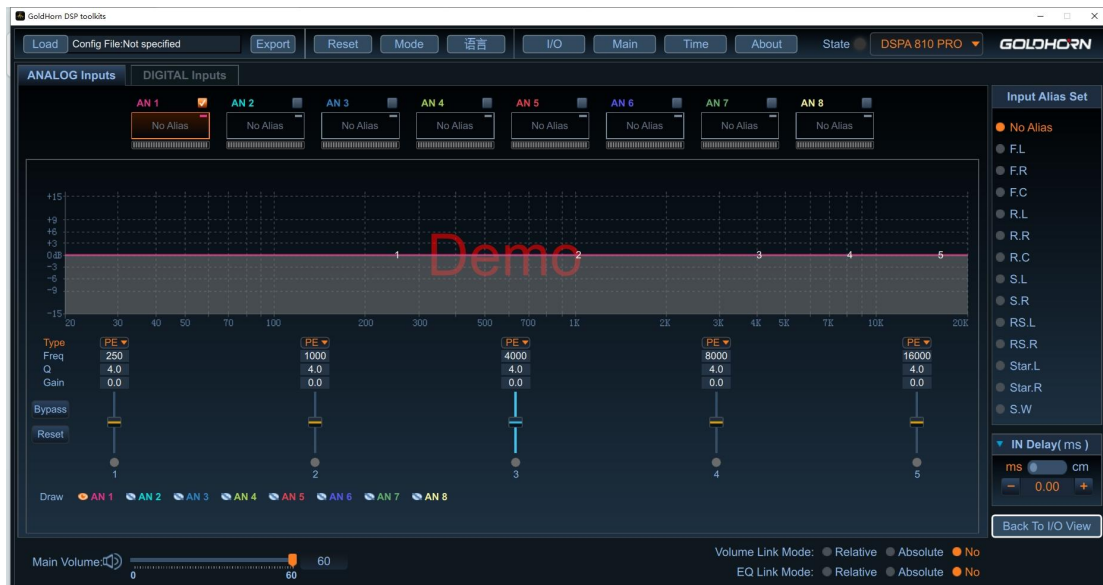 GoldHorn DSP toolkits
Load Config File:Not specified Export Reset Mode 语言 I/O Main Time About State DSPA 810 PRO GOLDHORN
ANALOG Inputs DIGITAL Inputs
AN 1 AN 2 AN 3 AN 4 AN 5 AN 6 AN 7 AN 8
No Alias No Alias No Alias No Alias No Alias No Alias No Alias No Alias
+15
+9
+6
+3
0dB 1 2 3 4 5
Demo
-3
-6
-9
-15
20 30 40 50 70 100 200 300 500 700 1K 2K 3K 4K 5K 7K 10K 20K
Type PE PE PE PE PE
Freq 250 1000 4000 8000 16000
Q 4.0 4.0 4.0 4.0 4.0
Gain 0.0 0.0 0.0 0.0 0.0
Bypass
Reset
1 2 3 4 5
Draw AN 1 AN 2 AN 3 AN 4 AN 5 AN 6 AN 7 AN 8
Input Alias Set
No Alias
F.L
F.R
F.C
R.L
R.R
R.C
S.L
S.R
RS.L
RS.R
Star.L
Star.R
S.W
IN Delay( ms )
ms cm
− 0.00 +
Back To I/O View
Main Volume: 60
0 60
Volume Link Mode: Relative Absolute No
EQ Link Mode: Relative Absolute No